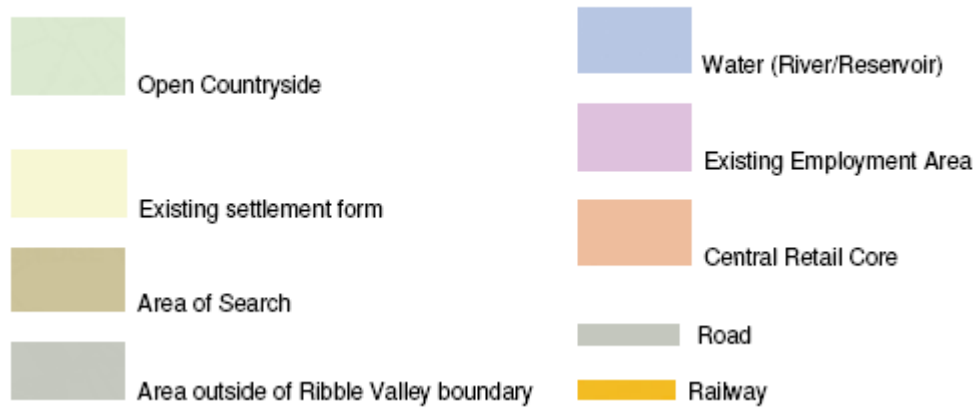 Open Countryside
Existing settlement form
Area of Search
Area outside of Ribble Valley boundary
Water (River/Reservoir)
Existing Employment Area
Central Retail Core
Road
Railway